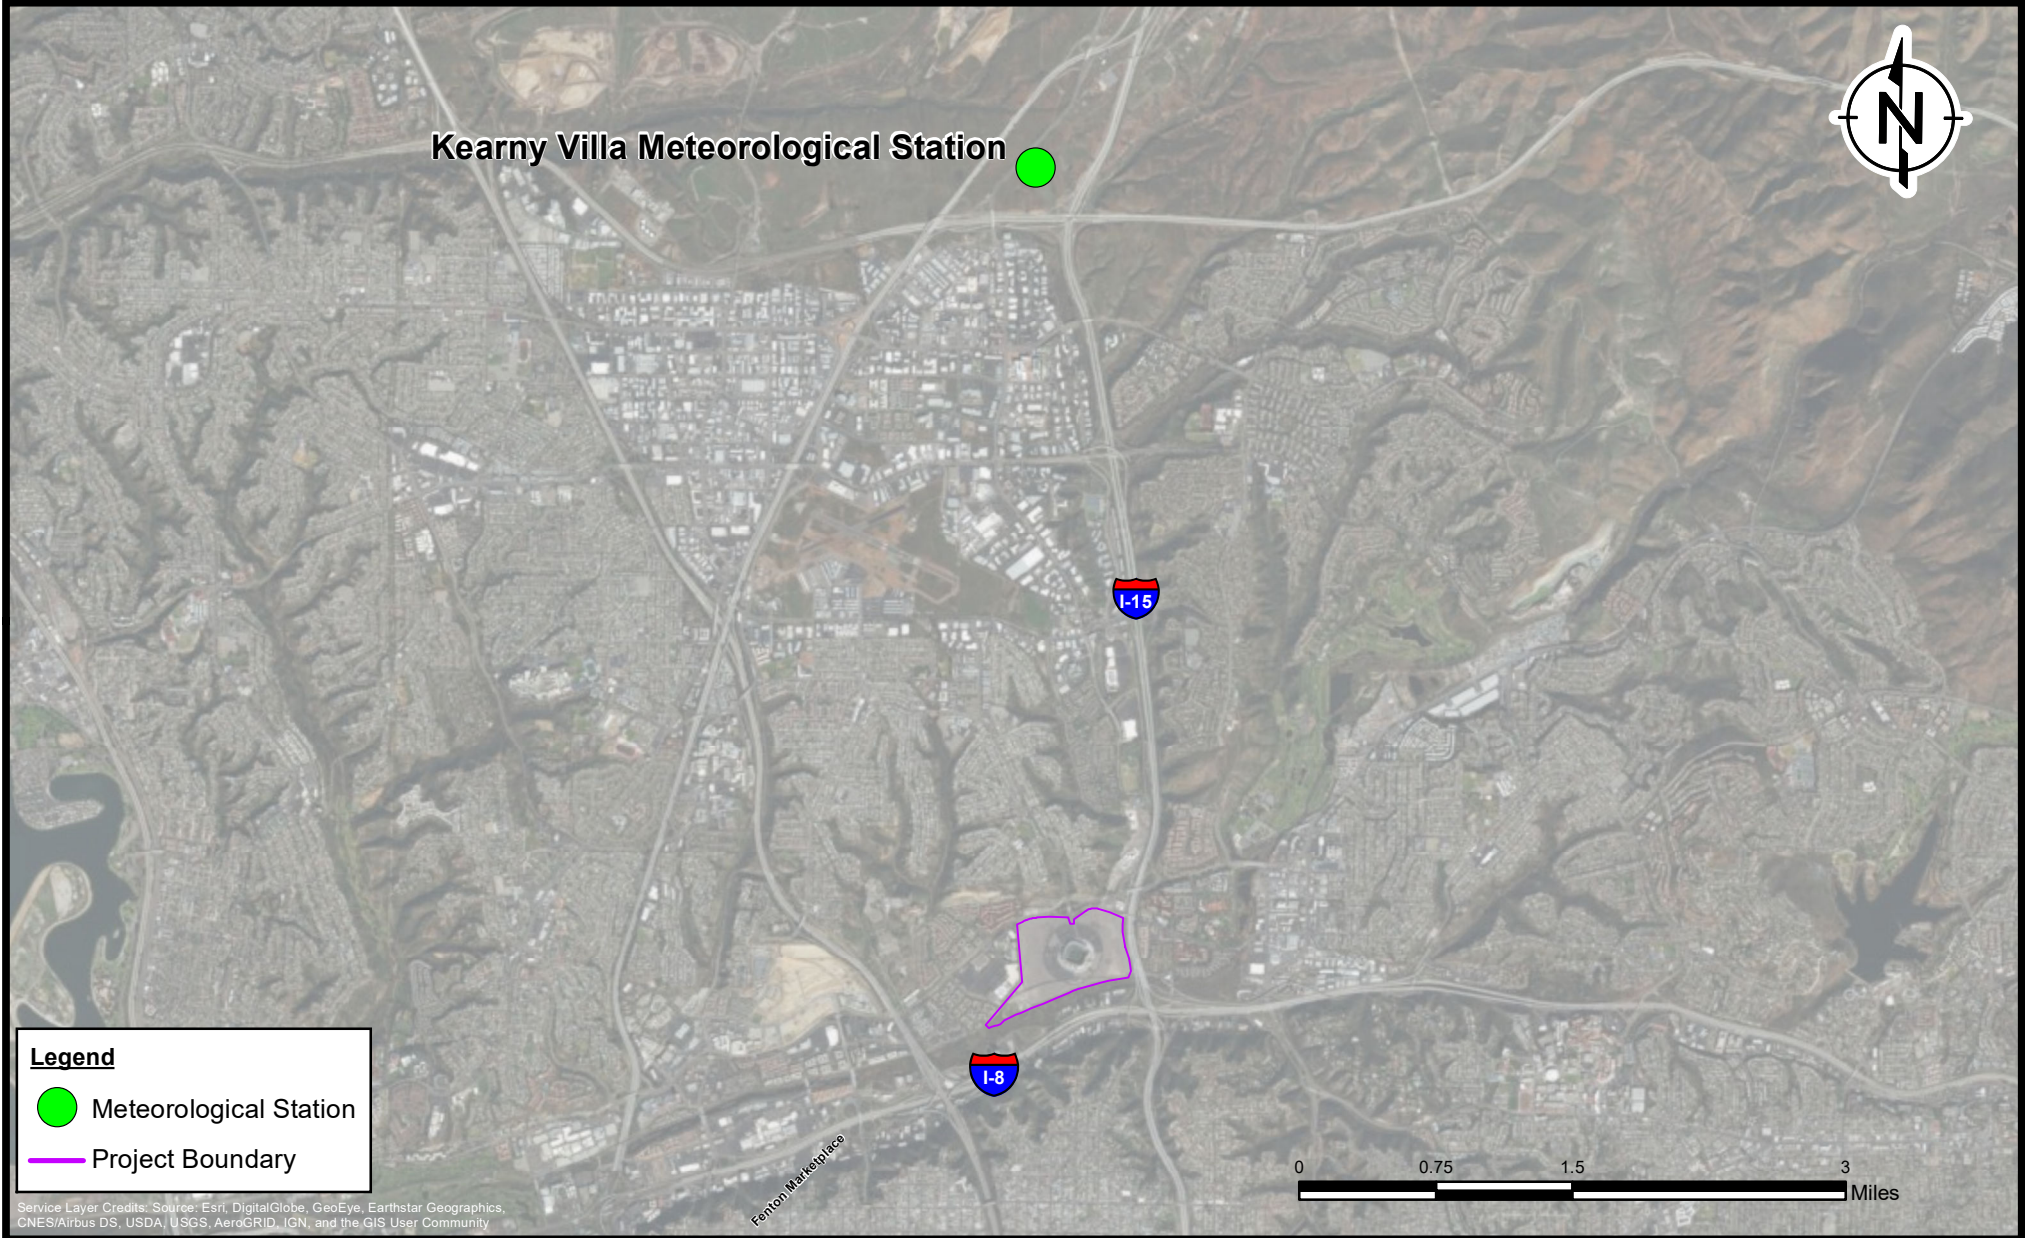 Kearny Villa Meteorological Station
N
I-15
I-8
Fenton Marketplace
Legend
Meteorological Station
Project Boundary
0 0.75 1.5 3
Miles
Service Layer Credits: Source: Esri, DigitalGlobe, GeoEye, Earthstar Geographics,
CNES/Airbus DS, USDA, USGS, AeroGRID, IGN, and the GIS User Community